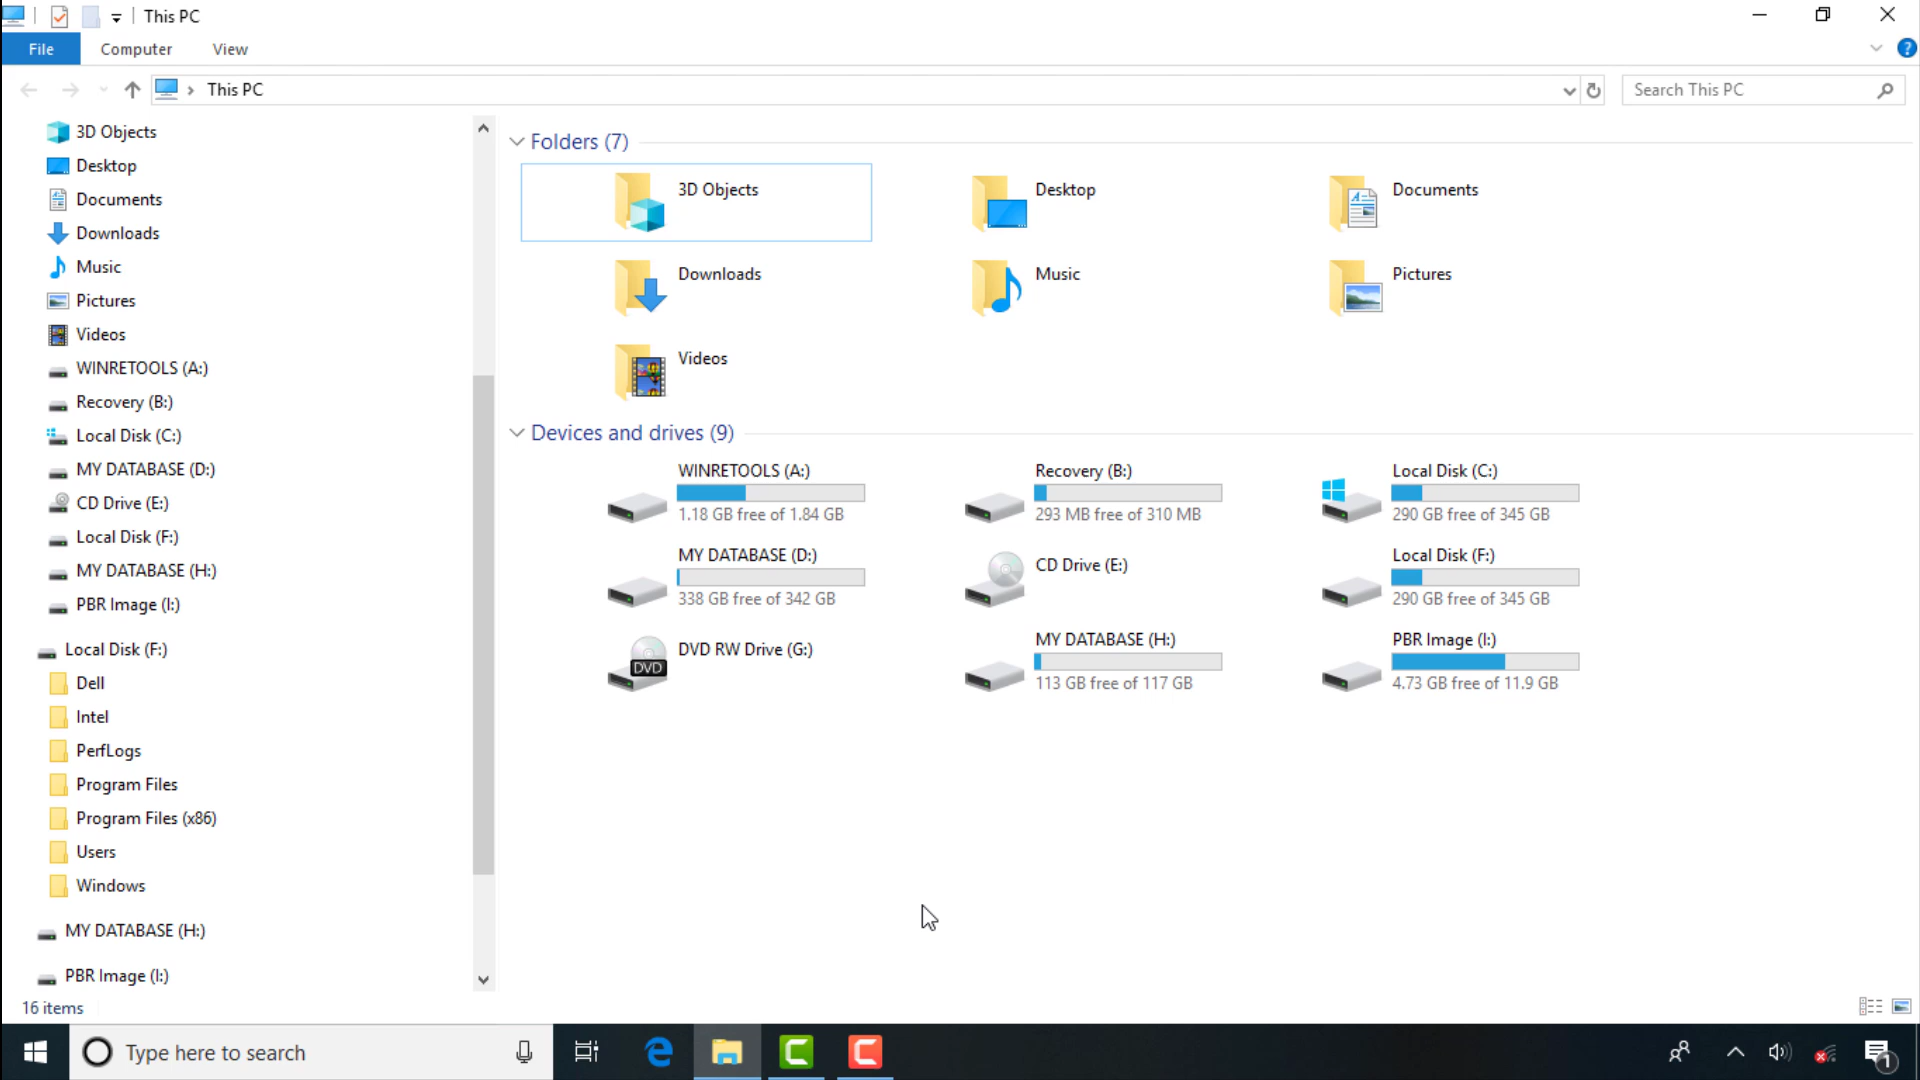 This PC
File
Computer
View
?
This PC
Search This PC
3D Objects
Desktop
Documents
Downloads
Music
Pictures
Videos
WINRETOOLS (A:)
Recovery (B:)
Local Disk (C:)
MY DATABASE (D:)
CD Drive (E:)
Local Disk (F:)
MY DATABASE (H:)
PBR Image (I:)
Local Disk (F:)
Dell
Intel
PerfLogs
Program Files
Program Files (x86)
Users
Windows
MY DATABASE (H:)
PBR Image (I:)
Folders (7)
3D Objects
Desktop
Documents
Downloads
Music
Pictures
Videos
Devices and drives (9)
WINRETOOLS (A:)
1.18 GB free of 1.84 GB
Recovery (B:)
293 MB free of 310 MB
Local Disk (C:)
290 GB free of 345 GB
MY DATABASE (D:)
338 GB free of 342 GB
CD Drive (E:)
Local Disk (F:)
290 GB free of 345 GB
DVD RW Drive (G:)
DVD
MY DATABASE (H:)
113 GB free of 117 GB
PBR Image (I:)
4.73 GB free of 11.9 GB
16 items
Type here to search
1